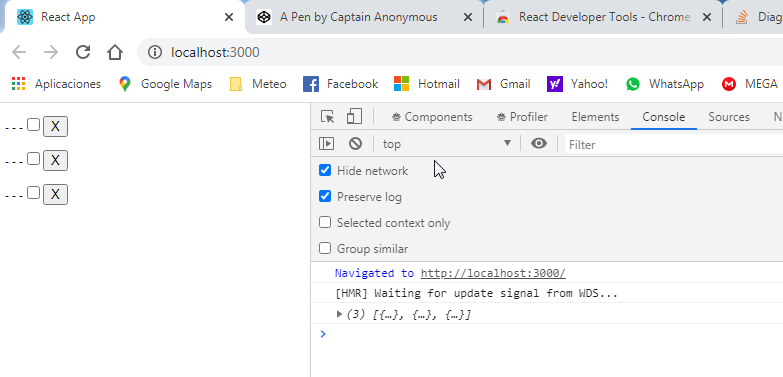 React App
A Pen by Captain Anonymous
React Developer Tools - Chrome
Diag
localhost:3000
Aplicaciones Google Maps Meteo Facebook Hotmail Gmail Yahoo! WhatsApp MEGA
- - - X
- - - X
- - - X
Components Profiler Elements Console Sources N
top Filter
Hide network
Preserve log
Selected context only
Group similar
Navigated to http://localhost:3000/
[HMR] Waiting for update signal from WDS...
(3) [{…}, {…}, {…}]